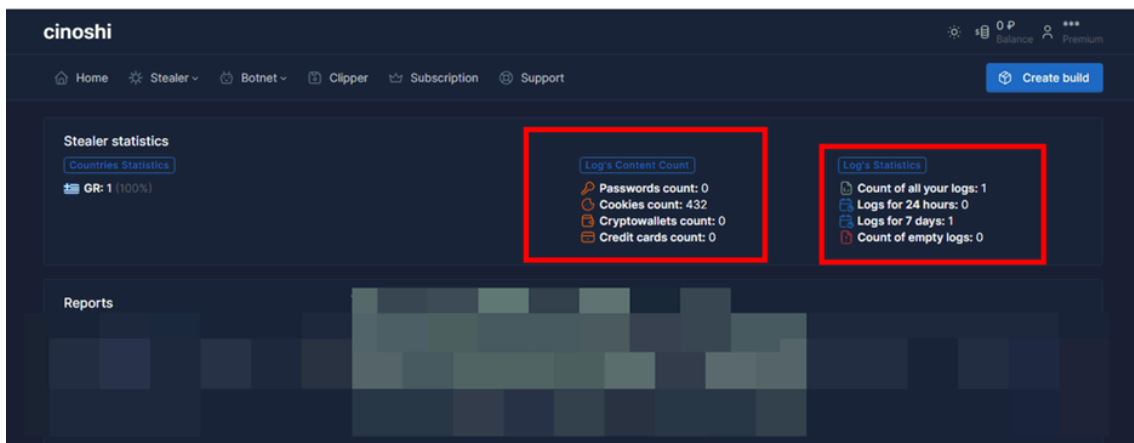 cinoshi
0 ₽
Balance
***
Premium
Home Stealer Botnet Clipper Subscription Support
Create build
Stealer statistics
Countries Statistics
GR: 1 (100%)
Log's Content Count
Passwords count: 0
Cookies count: 432
Cryptowallets count: 0
Credit cards count: 0
Log's Statistics
Count of all your logs: 1
Logs for 24 hours: 0
Logs for 7 days: 1
Count of empty logs: 0
Reports